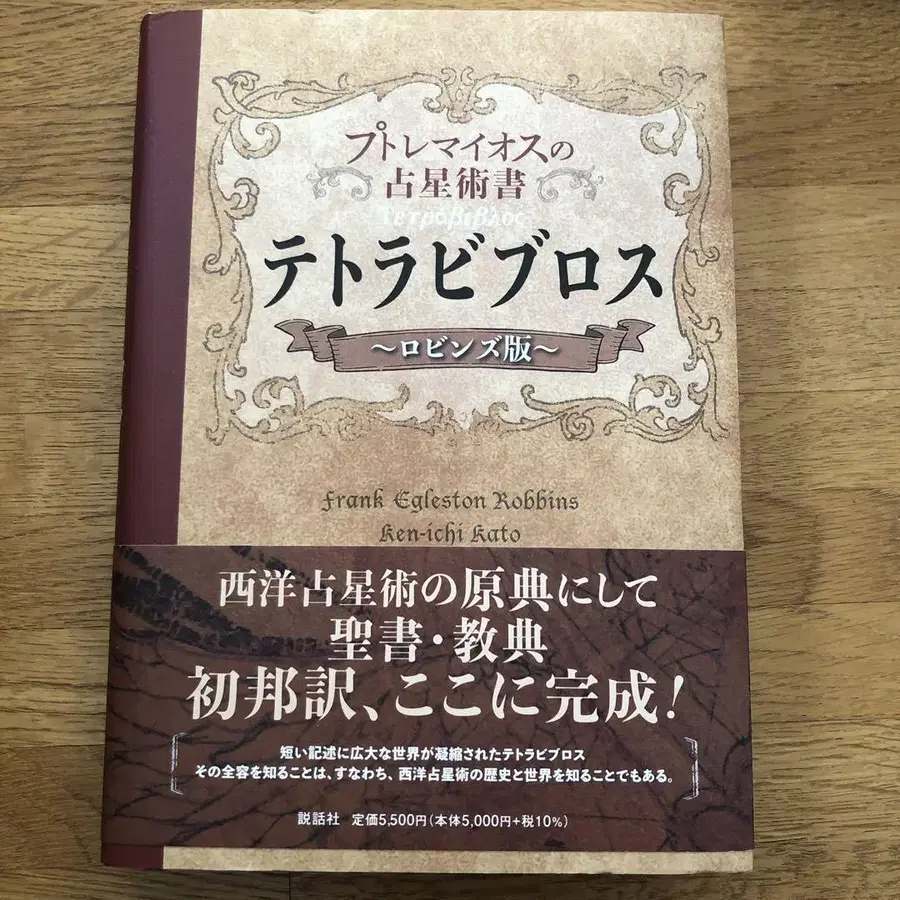 プトレマイオスの
占星術書
Τετράβιβλος
テトラビブロス
～ロビンズ版～
Frank Egleston Robbins
Ken-ichi Kato
西洋占星術の原典にして
聖書・教典
初邦訳、ここに完成！
短い記述に広大な世界が凝縮されたテトラビブロス
その全容を知ることは、すなわち、西洋占星術の歴史と世界を知ることでもある。
説話社 定価5,500円（本体5,000円+税10%）